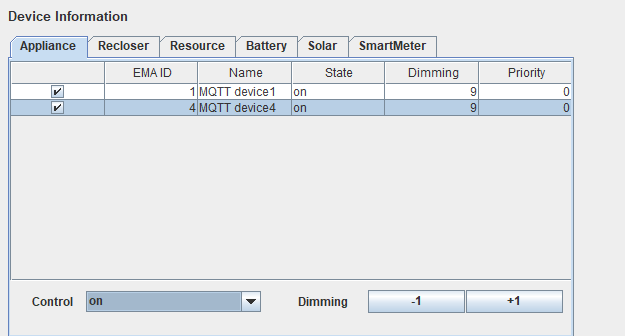 Device Information
Appliance Recloser Resource Battery Solar SmartMeter
EMA ID Name State Dimming Priority
1 MQTT device1 on 9 0
4 MQTT device4 on 9 0
Control on Dimming -1 +1